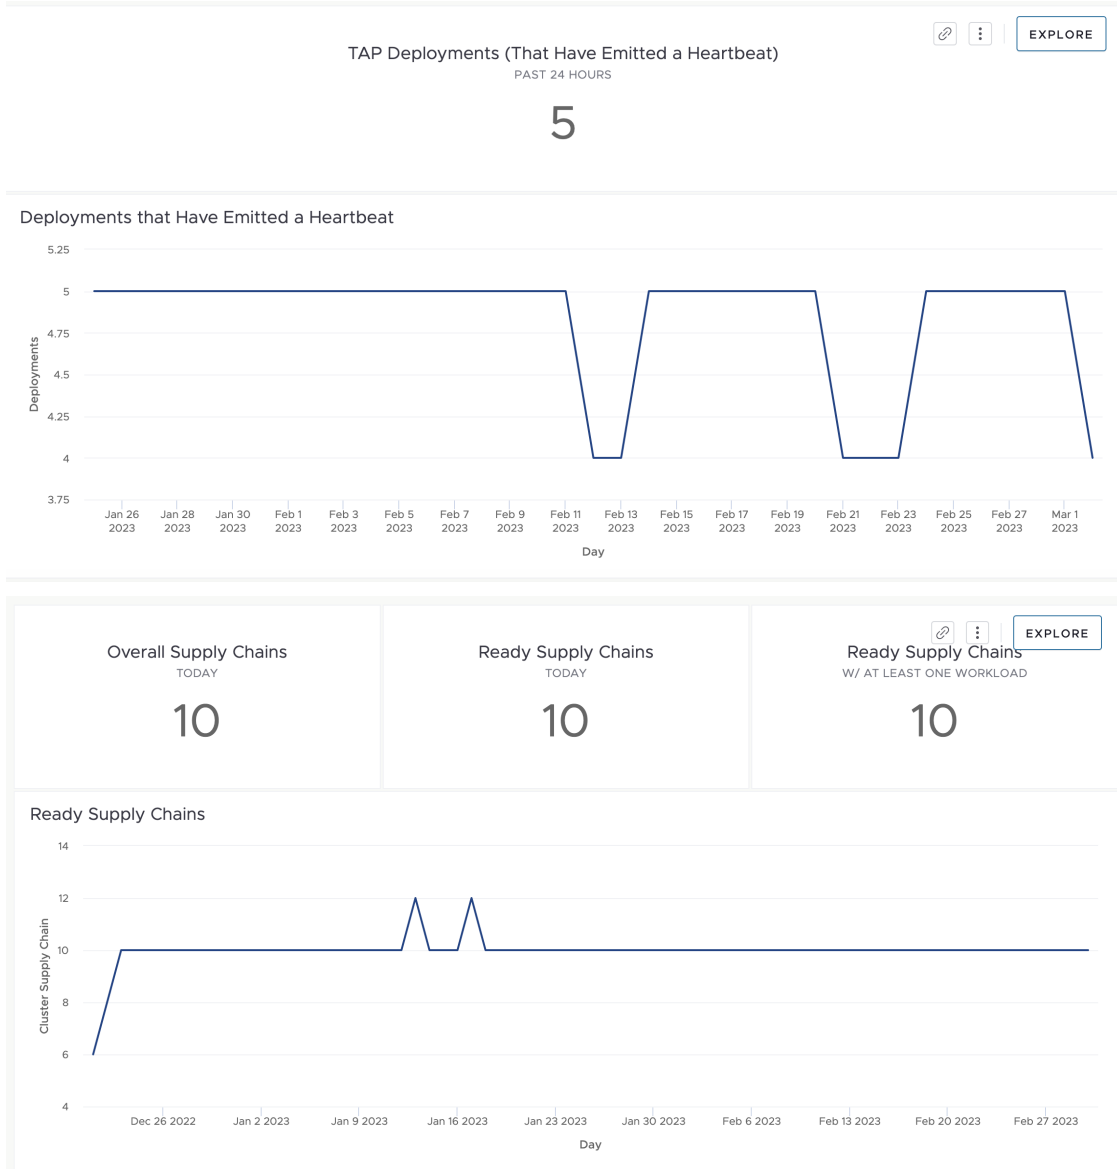 EXPLORE
TAP Deployments (That Have Emitted a Heartbeat)
PAST 24 HOURS
5
Deployments that Have Emitted a Heartbeat
5.25
5
4.75
4.5
4.25
4
3.75
Deployments
Jan 26 2023
Jan 28 2023
Jan 30 2023
Feb 1 2023
Feb 3 2023
Feb 5 2023
Feb 7 2023
Feb 9 2023
Feb 11 2023
Feb 13 2023
Feb 15 2023
Feb 17 2023
Feb 19 2023
Feb 21 2023
Feb 23 2023
Feb 25 2023
Feb 27 2023
Mar 1 2023
Day
Overall Supply Chains
TODAY
10
Ready Supply Chains
TODAY
10
EXPLORE
Ready Supply Chains
W/ AT LEAST ONE WORKLOAD
10
Ready Supply Chains
14
12
10
8
6
4
Cluster Supply Chain
Dec 26 2022
Jan 2 2023
Jan 9 2023
Jan 16 2023
Jan 23 2023
Jan 30 2023
Feb 6 2023
Feb 13 2023
Feb 20 2023
Feb 27 2023
Day